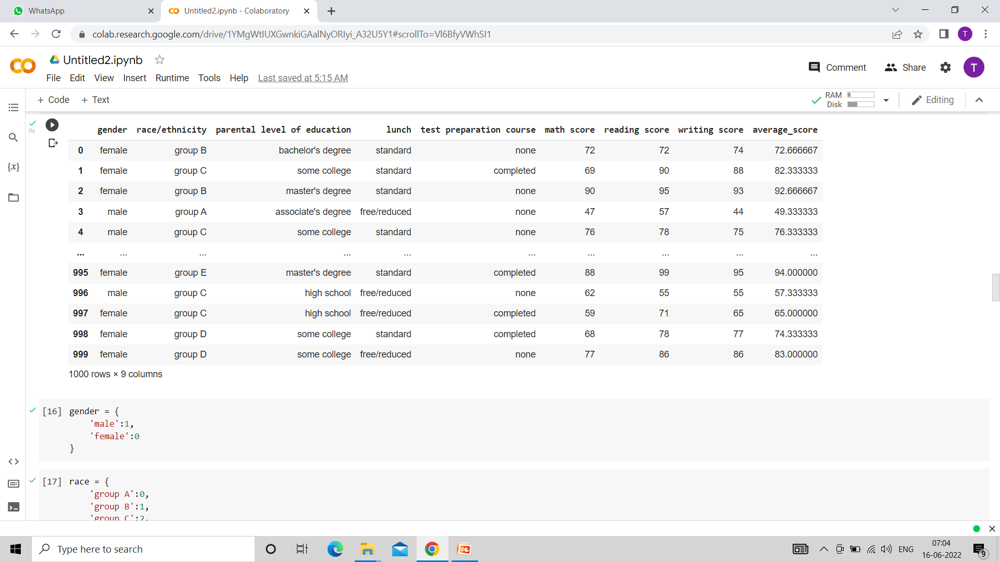 WhatsApp
Untitled2.ipynb - Colaboratory
colab.research.google.com/drive/1YMgWtIUXGwnkiGAalNyORIyi_A32U5Y1#scrollTo=Vl6BfyVWhSI1
T
Untitled2.ipynb
File Edit View Insert Runtime Tools Help Last saved at 5:15 AM
Comment Share T
+ Code + Text
RAM
Disk
Editing
0s
gender race/ethnicity parental level of education lunch test preparation course math score reading score writing score average_score
0 female group B bachelor's degree standard none 72 72 74 72.666667
1 female group C some college standard completed 69 90 88 82.333333
2 female group B master's degree standard none 90 95 93 92.666667
3 male group A associate's degree free/reduced none 47 57 44 49.333333
4 male group C some college standard none 76 78 75 76.333333
... ... ... ... ... ... ... ... ... ...
995 female group E master's degree standard completed 88 99 95 94.000000
996 male group C high school free/reduced none 62 55 55 57.333333
997 female group C high school free/reduced completed 59 71 65 65.000000
998 female group D some college standard completed 68 78 77 74.333333
999 female group D some college free/reduced none 77 86 86 83.000000
1000 rows × 9 columns
[16] gender = {
'male':1,
'female':0
}
[17] race = {
'group A':0,
'group B':1,
'group C':2,
Type here to search
ENG
07:04
16-06-2022
9